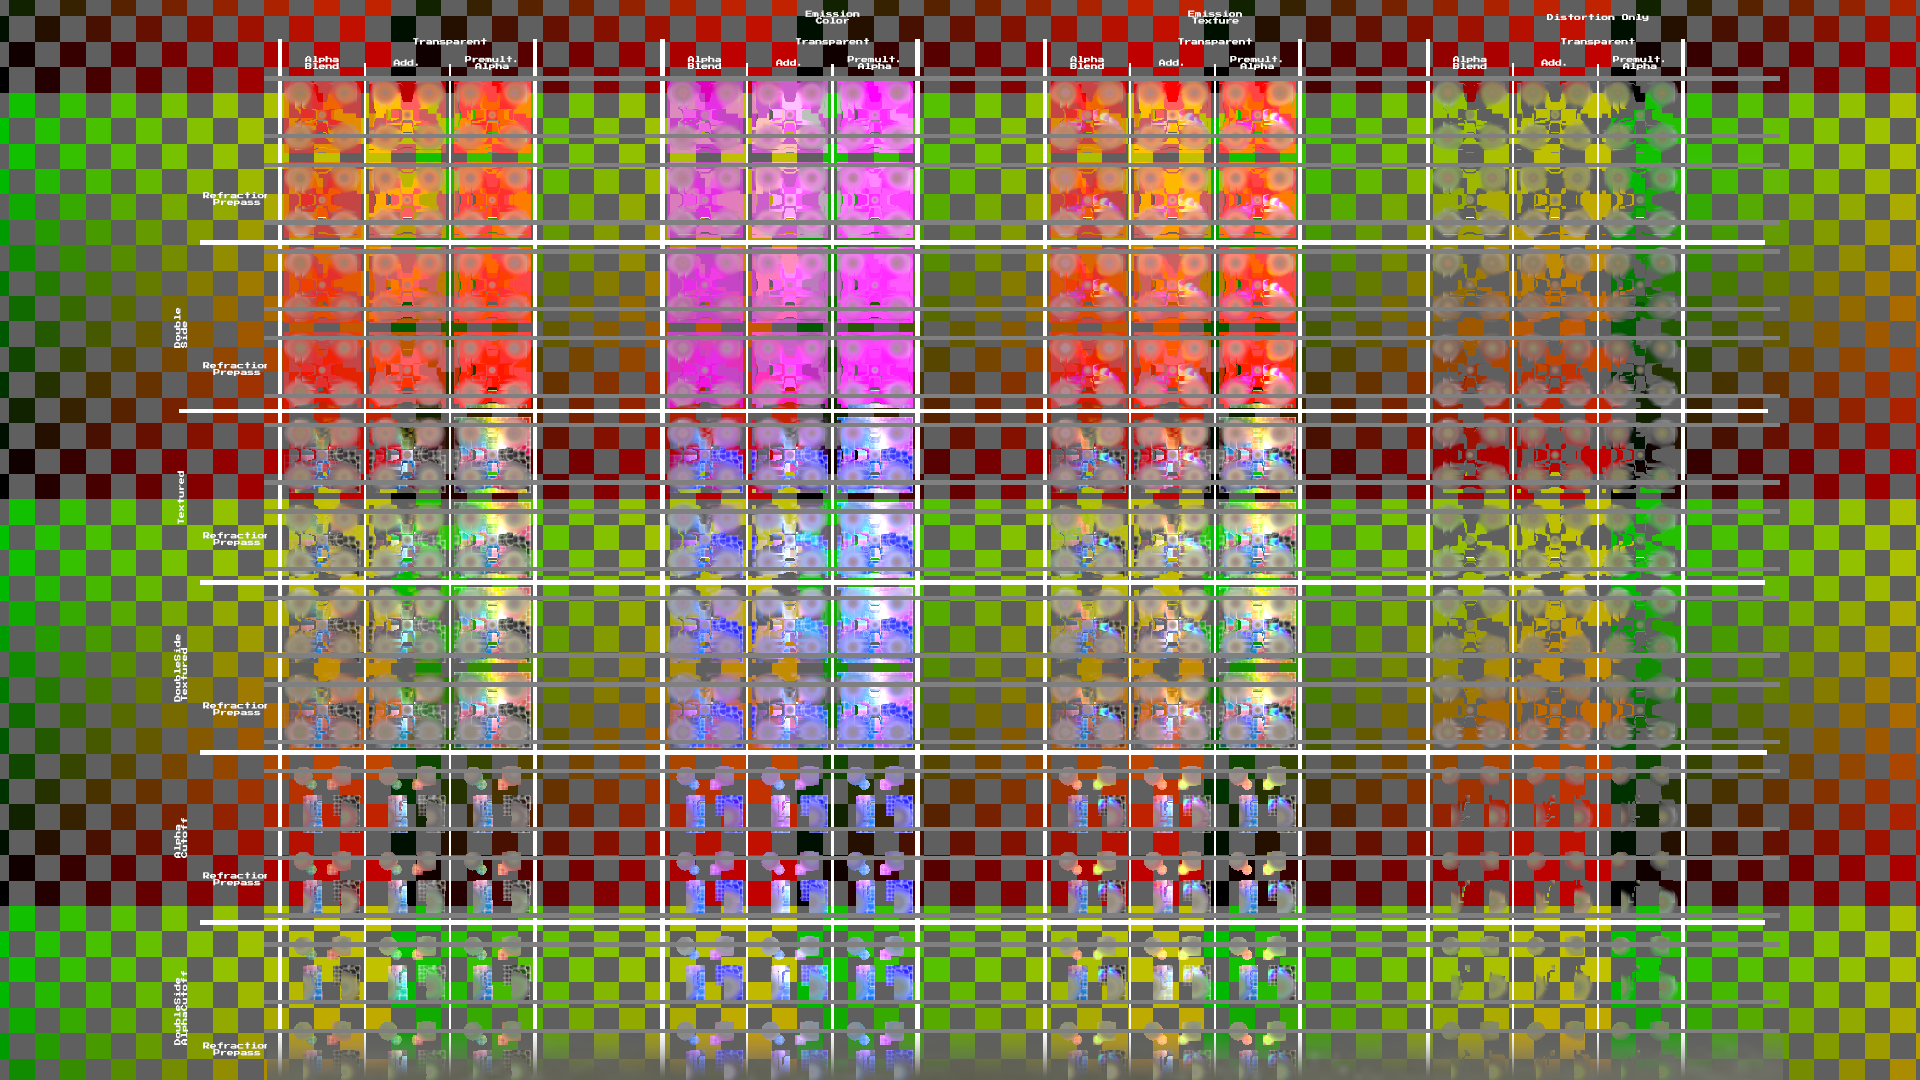 Emission
Color
Emission
Texture
Distortion Only
Transparent
Transparent
Transparent
Transparent
Alpha
Blend
Add.
Premult.
Alpha
Alpha
Blend
Add.
Premult.
Alpha
Alpha
Blend
Add.
Premult.
Alpha
Alpha
Blend
Add.
Premult.
Alpha
Refraction
Prepass
Double
Side
Refraction
Prepass
Textured
Refraction
Prepass
DoubleSide
Textured
Refraction
Prepass
Alpha
Cutoff
Refraction
Prepass
DoubleSide
AlphaCutoff
Refraction
Prepass